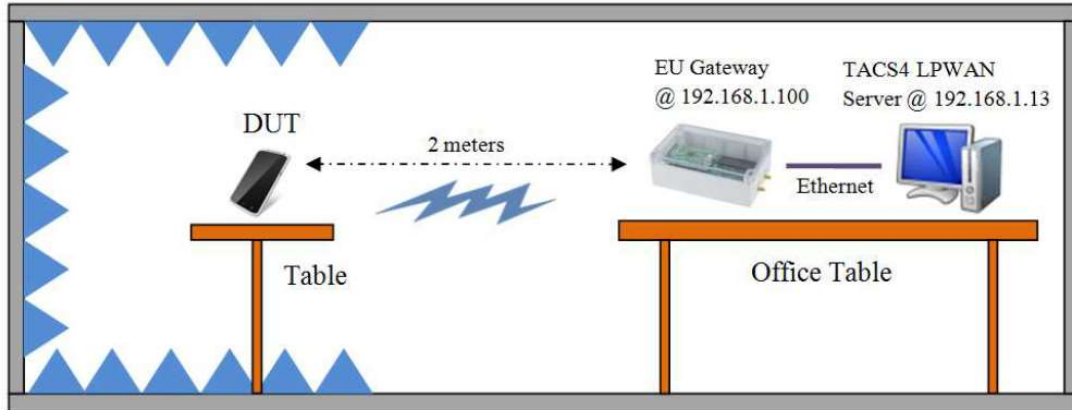 EU Gateway
@ 192.168.1.100
TACS4 LPWAN
Server @ 192.168.1.13
DUT
2 meters
Ethernet
Table
Office Table